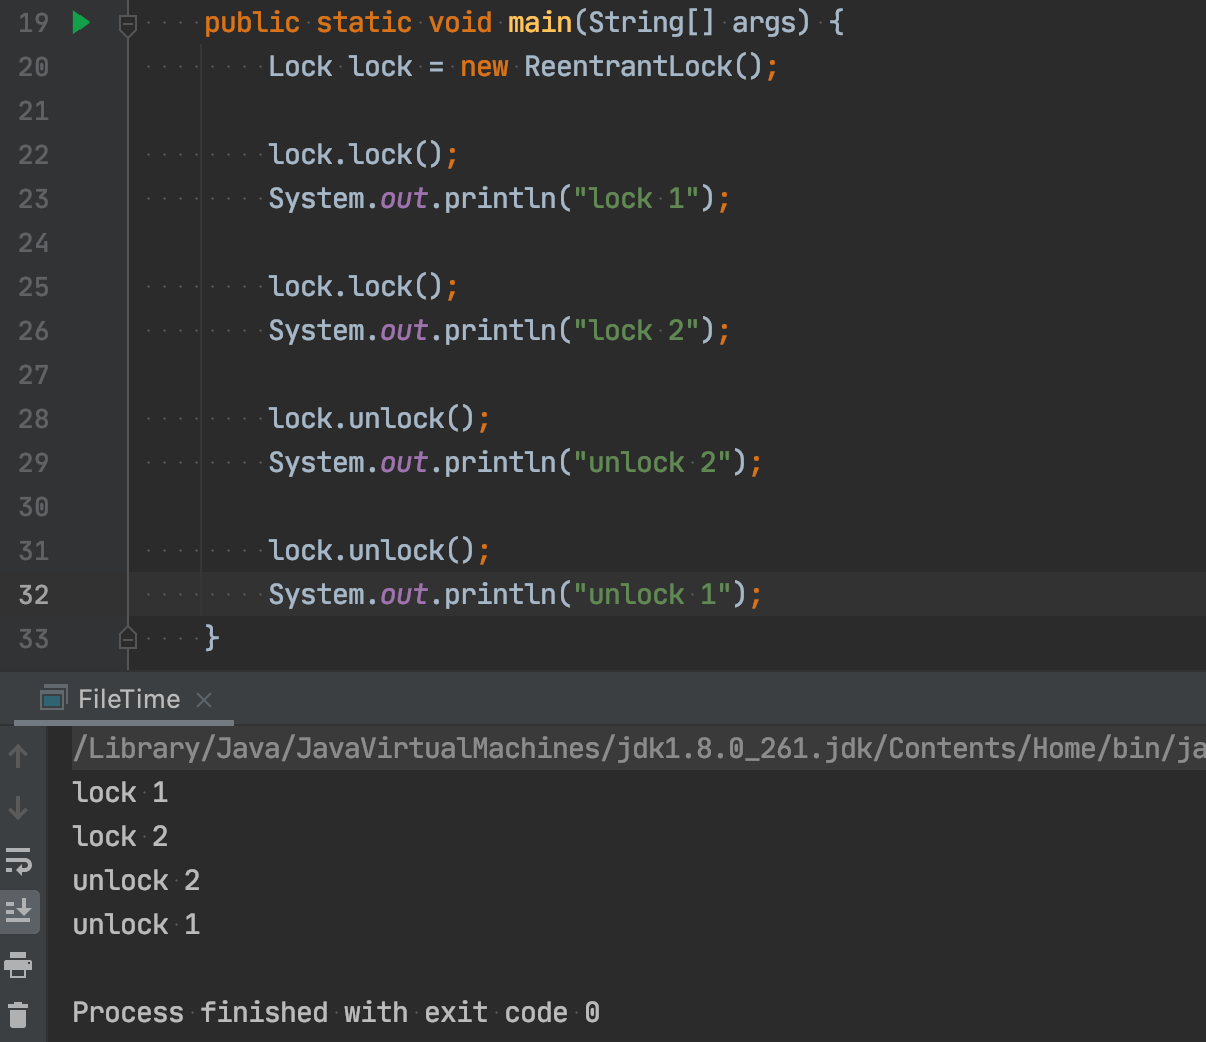 19 public static void main(String[] args) {
20 Lock lock = new ReentrantLock();
21
22 lock.lock();
23 System.out.println("lock 1");
24
25 lock.lock();
26 System.out.println("lock 2");
27
28 lock.unlock();
29 System.out.println("unlock 2");
30
31 lock.unlock();
32 System.out.println("unlock 1");
33 }
FileTime
/Library/Java/JavaVirtualMachines/jdk1.8.0_261.jdk/Contents/Home/bin/ja
lock 1
lock 2
unlock 2
unlock 1
Process finished with exit code 0